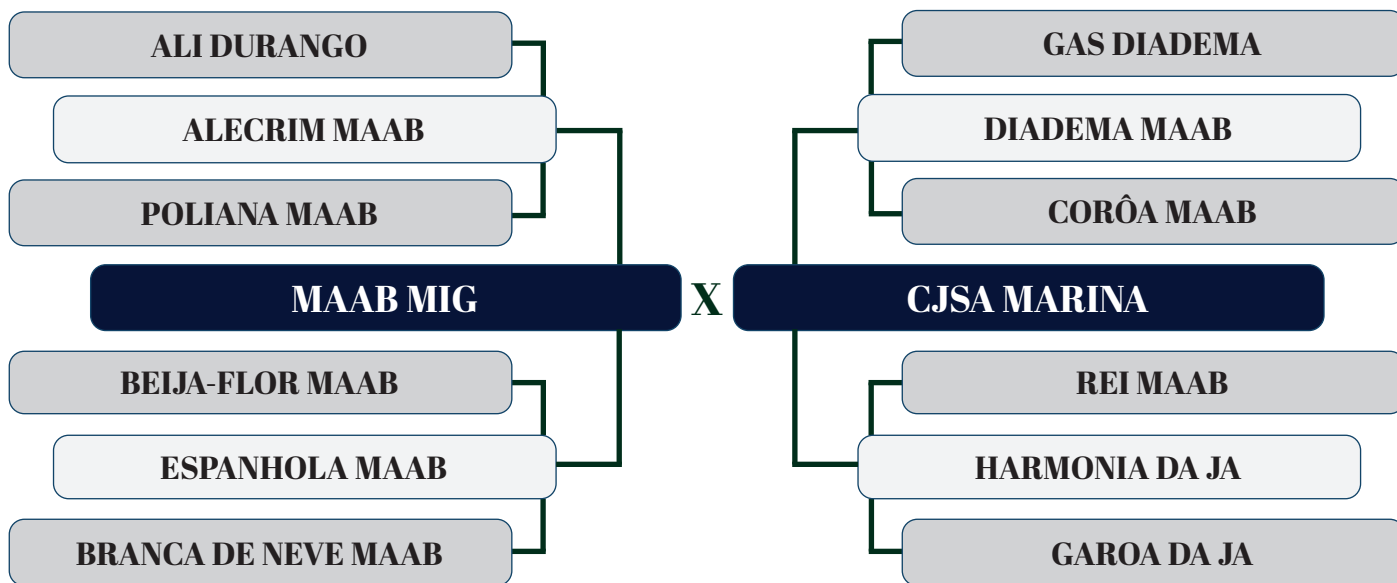 ALI DURANGO
ALECRIM MAAB
POLIANA MAAB
MAAB MIG
BEIJA-FLOR MAAB
ESPANHOLA MAAB
BRANCA DE NEVE MAAB
X
GAS DIADEMA
DIADEMA MAAB
CORÔA MAAB
CJSA MARINA
REI MAAB
HARMONIA DA JA
GAROA DA JA